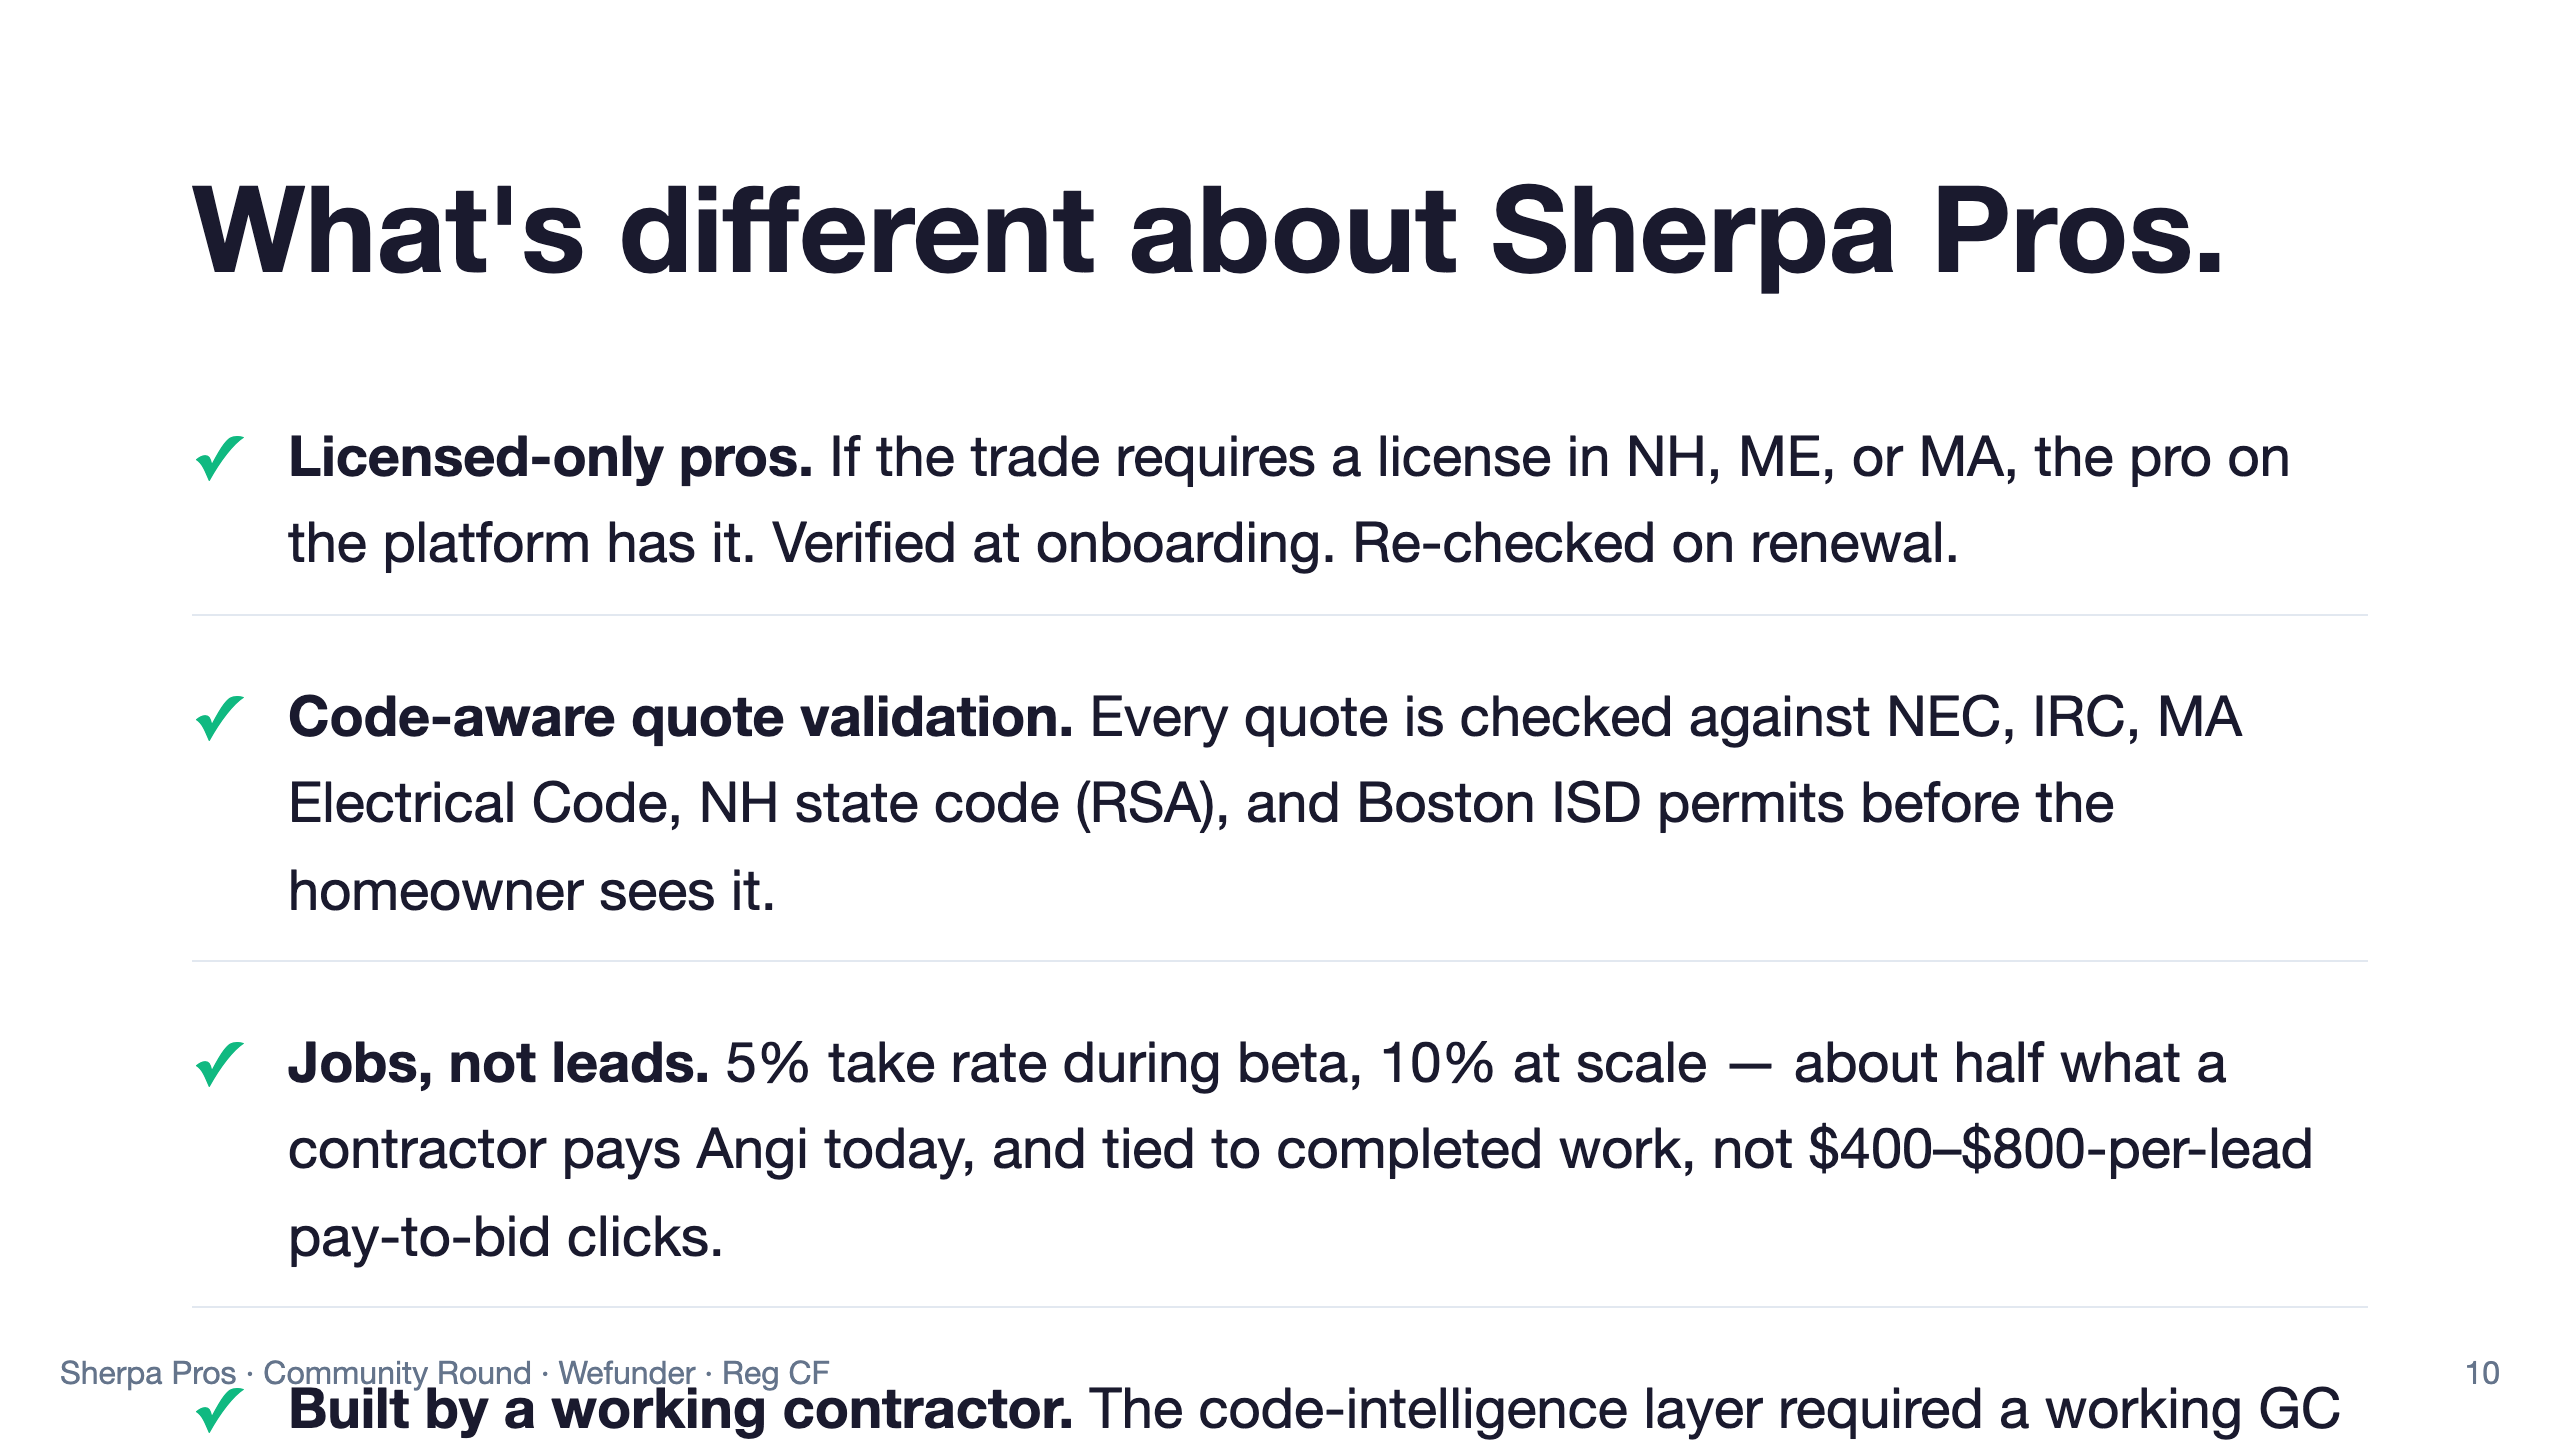 What's different about Sherpa Pros.
✓ Licensed-only pros. If the trade requires a license in NH, ME, or MA, the pro on
the platform has it. Verified at onboarding. Re-checked on renewal.
✓ Code-aware quote validation. Every quote is checked against NEC, IRC, MA
Electrical Code, NH state code (RSA), and Boston ISD permits before the
homeowner sees it.
✓ Jobs, not leads. 5% take rate during beta, 10% at scale — about half what a
contractor pays Angi today, and tied to completed work, not $400–$800-per-lead
pay-to-bid clicks.
Sherpa Pros · Community Round · Wefunder · Reg CF
10
✓ Built by a working contractor. The code-intelligence layer required a working GC